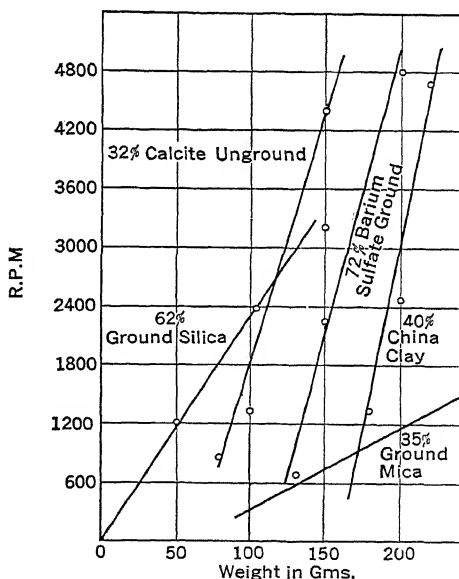 4800
4200
32% Calcite Unground
3600
3000
2400
1800
1200
600
R.P.M
62%
Ground Silica
72% Barium
Sulfate Ground
40%
China
Clay
35%
Ground
Mica
0
50
100
150
200
Weight in Gms.